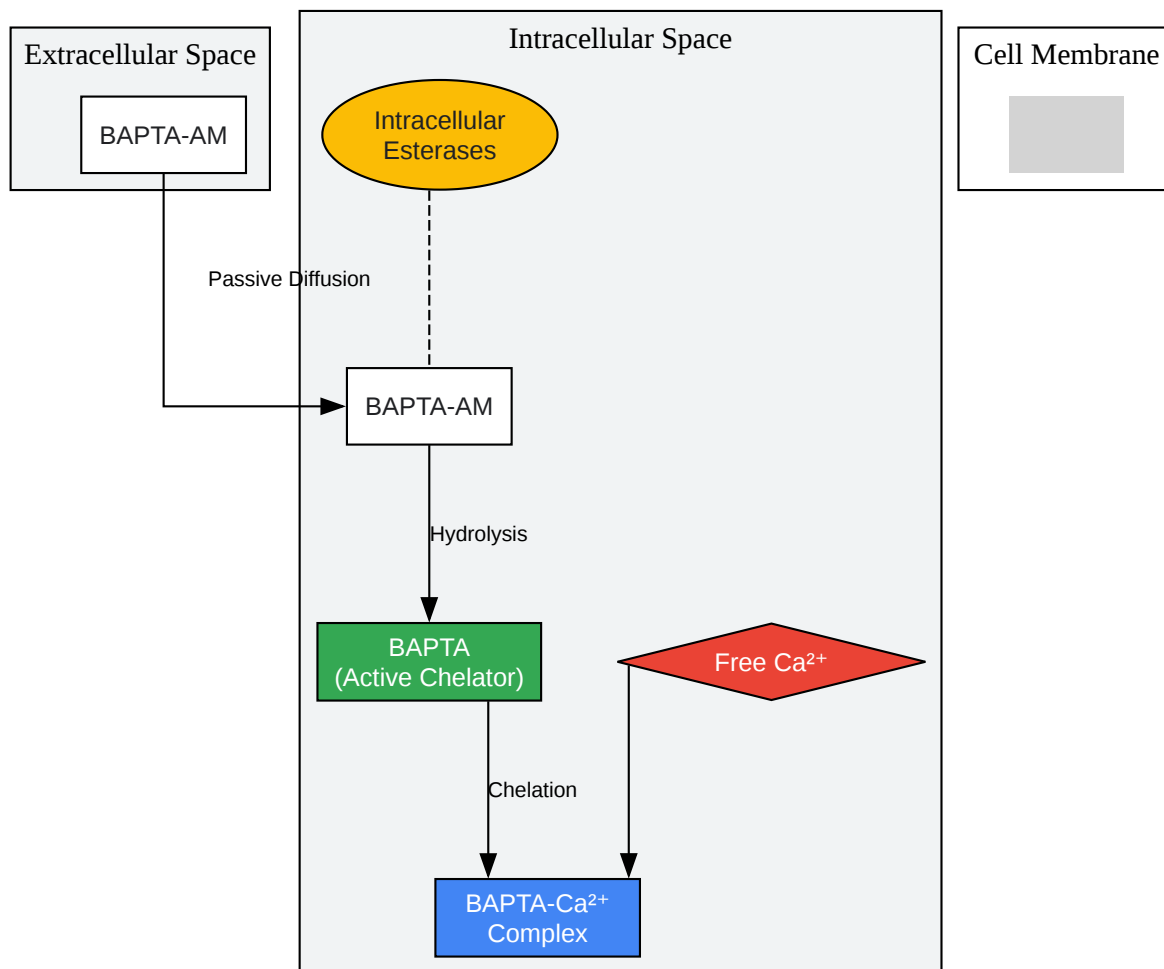 Extracellular Space
BAPTA-AM
Intracellular Space
Intracellular
Esterases
Cell Membrane
Passive Diffusion
BAPTA-AM
Hydrolysis
BAPTA
(Active Chelator)
Free Ca²⁺
Chelation
BAPTA-Ca²⁺
Complex